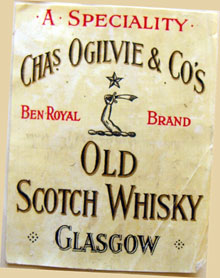 · A SPECIALITY ·
CHAS OGILVIE & CO'S
BEN ROYAL BRAND
OLD
SCOTCH WHISKY
GLASGOW